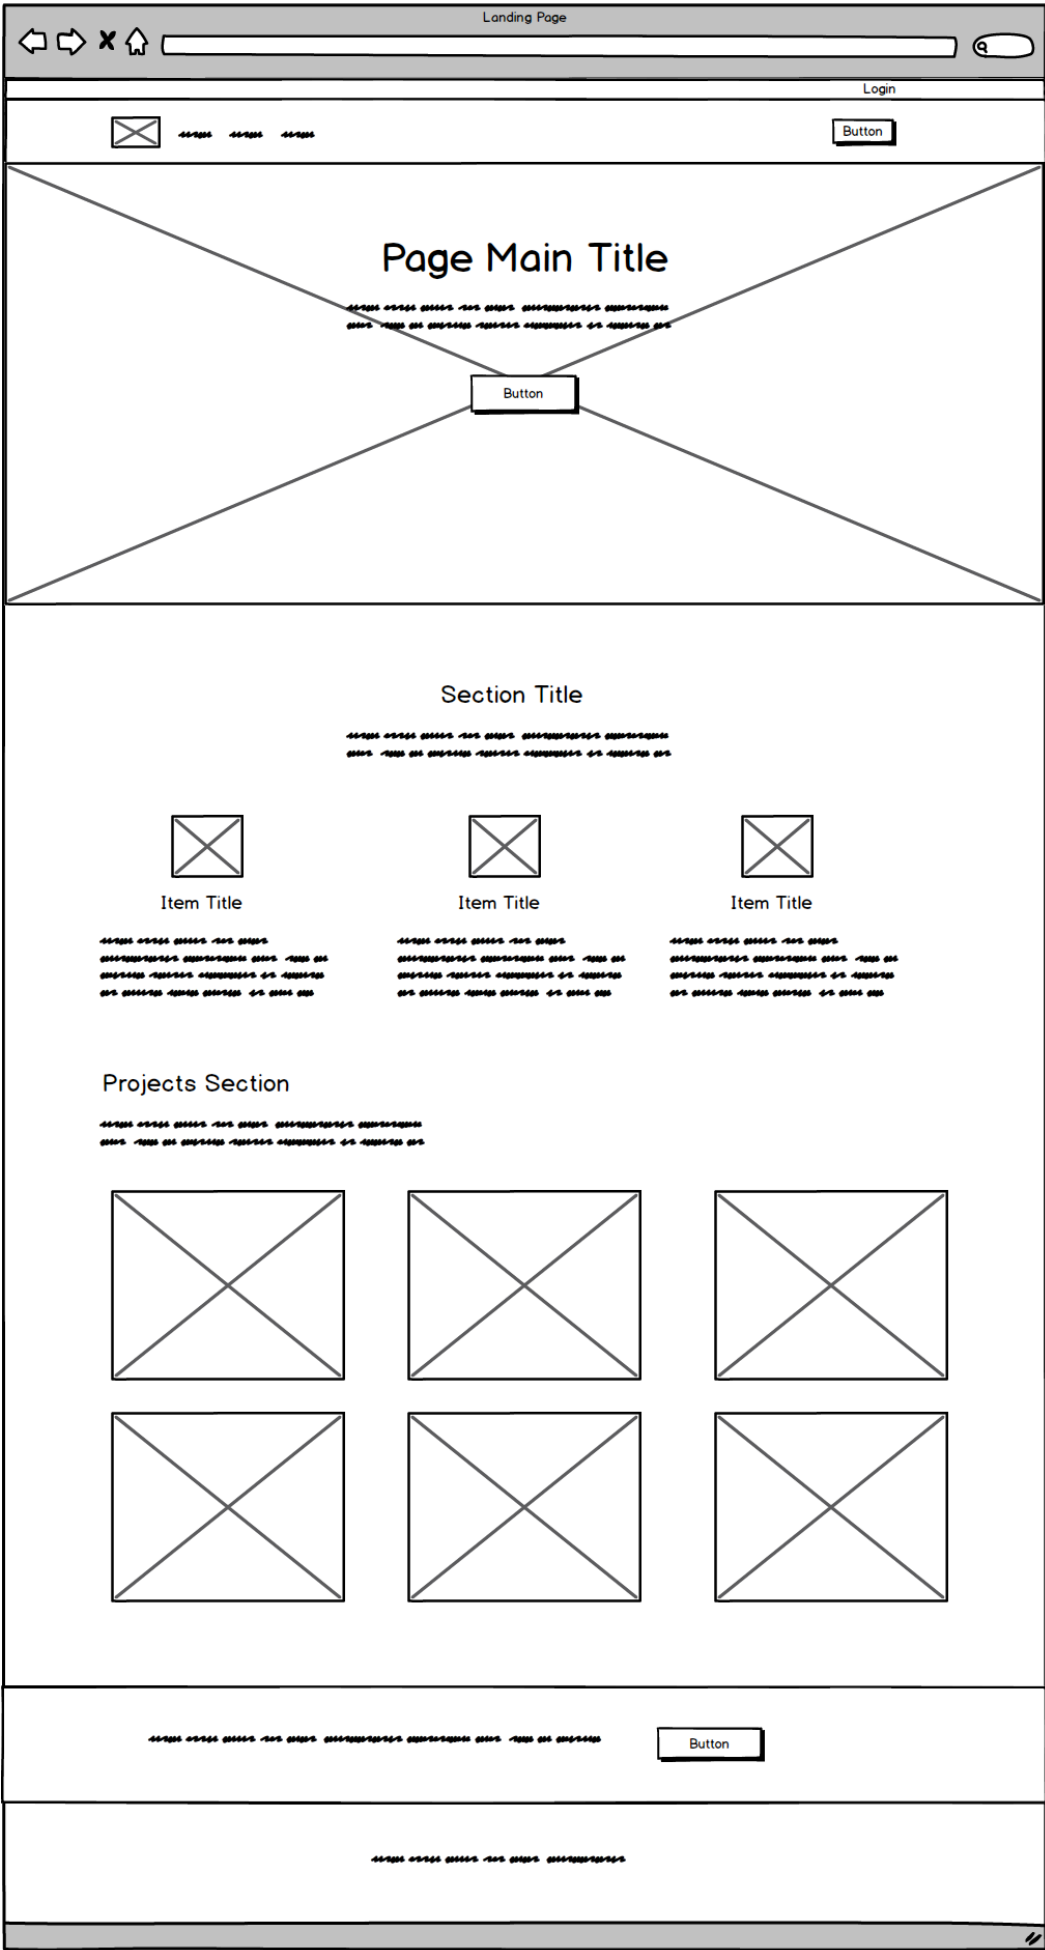 Landing Page
Login
Button
Page Main Title
Button
Section Title
Item Title
Item Title
Item Title
Projects Section
Button